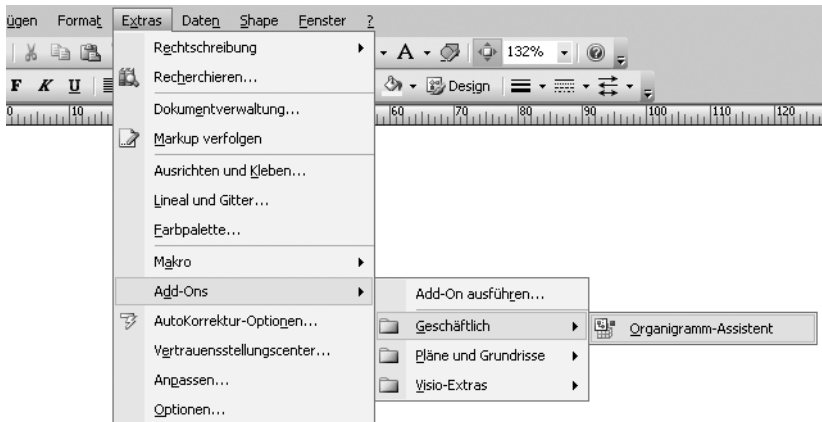 ügen Format Extras Daten Shape Fenster ?
A 132%
F K U Design
0 10 60 70 80 90 100 110 120
Rechtschreibung
Recherchieren...
Dokumentverwaltung...
Markup verfolgen
Ausrichten und Kleben...
Lineal und Gitter...
Farbpalette...
Makro
Add-Ons
AutoKorrektur-Optionen...
Vertrauensstellungscenter...
Anpassen...
Optionen...
Add-On ausführen...
Geschäftlich
Pläne und Grundrisse
Visio-Extras
Organigramm-Assistent